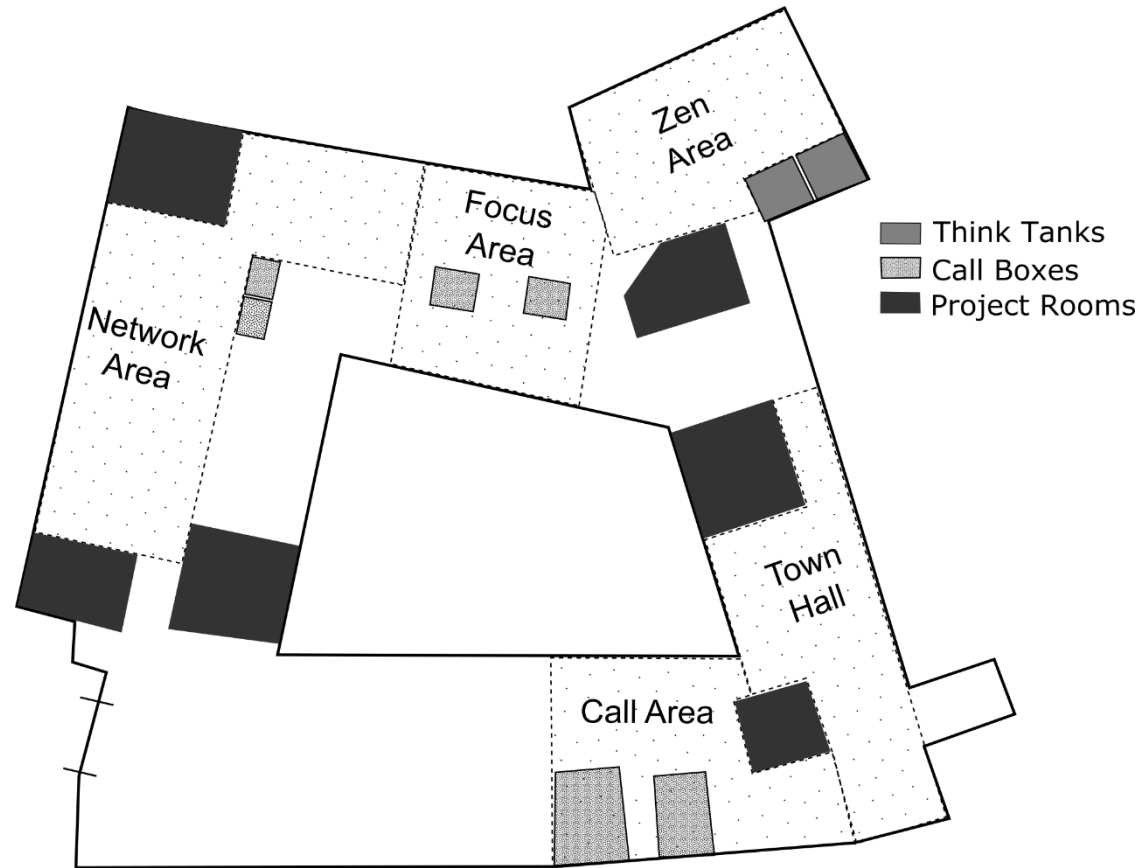 Zen
Area
Focus
Area
Think Tanks
Call Boxes
Project Rooms
Network
Area
Town
Hall
Call Area